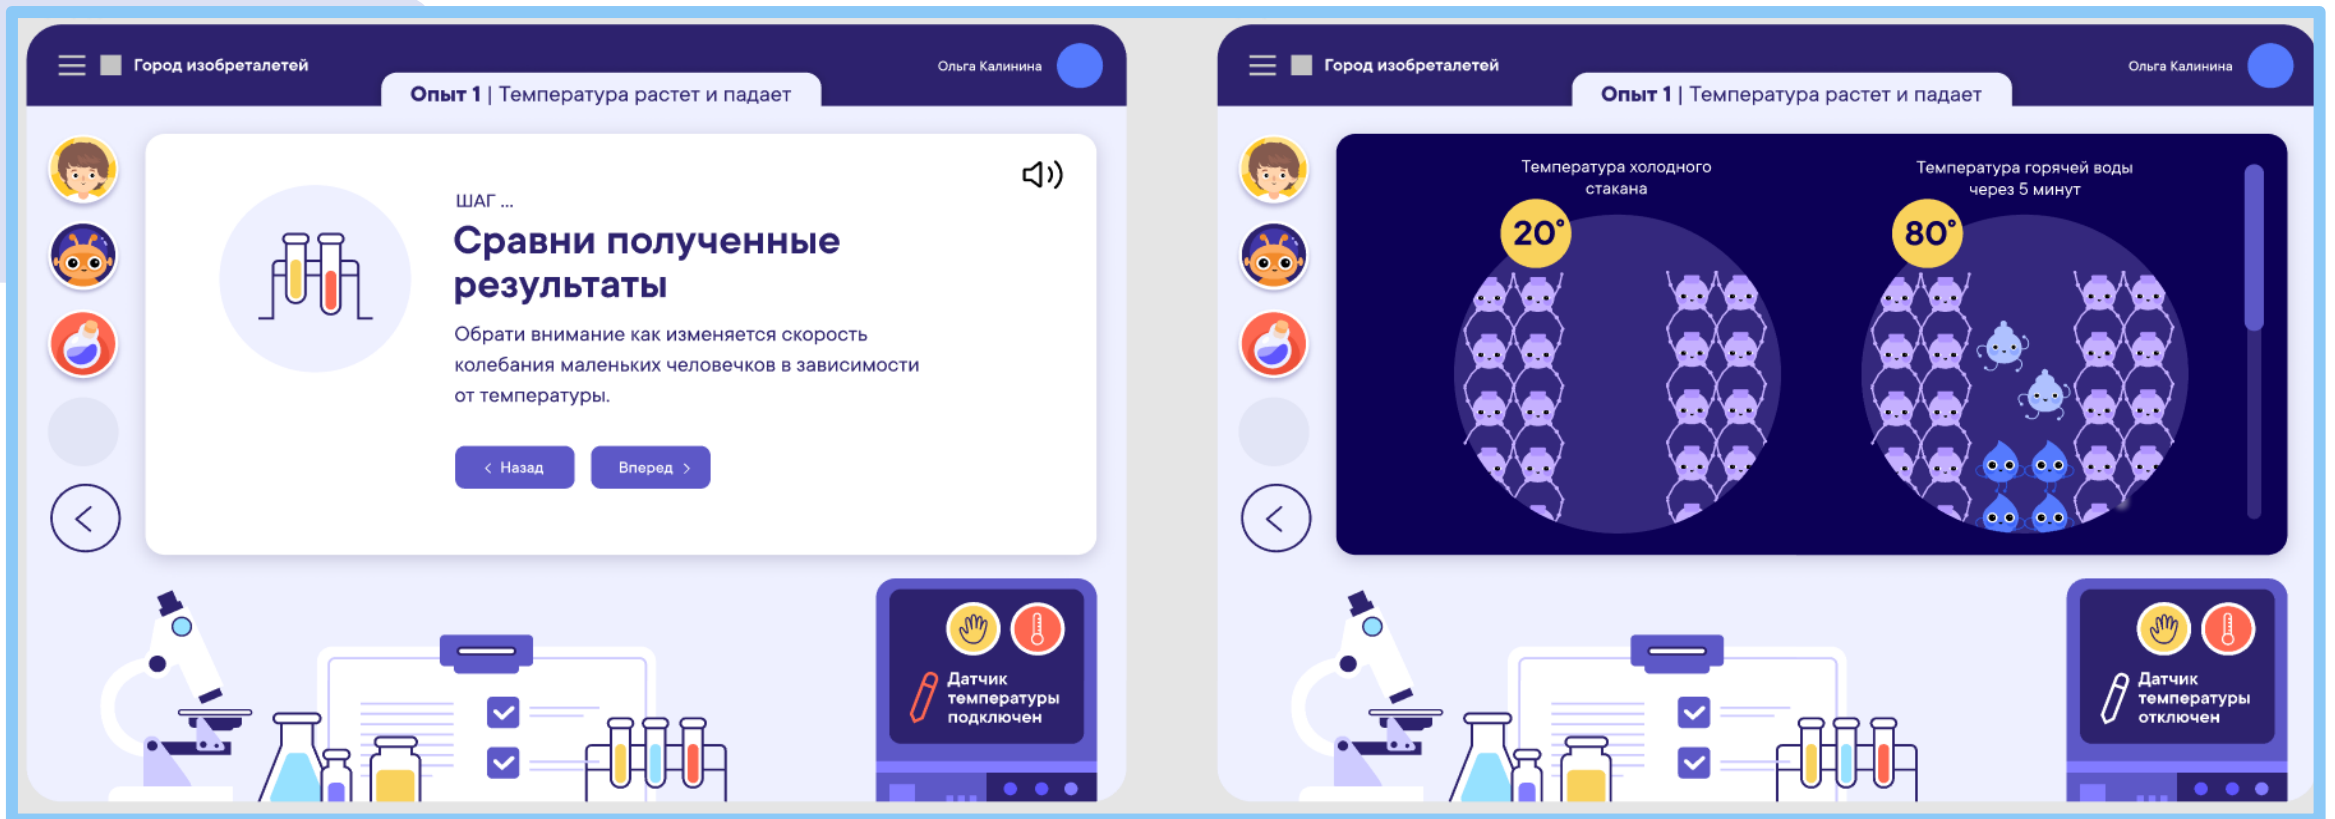 Город изобреталетей
Ольга Калинина
Опыт 1 | Температура растет и падает
ШАГ ...
Сравни полученные
результаты
Обрати внимание как изменяется скорость
колебания маленьких человечков в зависимости
от температуры.
< Назад
Вперед >
Датчик
температуры
подключен
Город изобреталетей
Ольга Калинина
Опыт 1 | Температура растет и падает
Температура холодного
стакана
20°
Температура горячей воды
через 5 минут
80°
Датчик
температуры
отключен